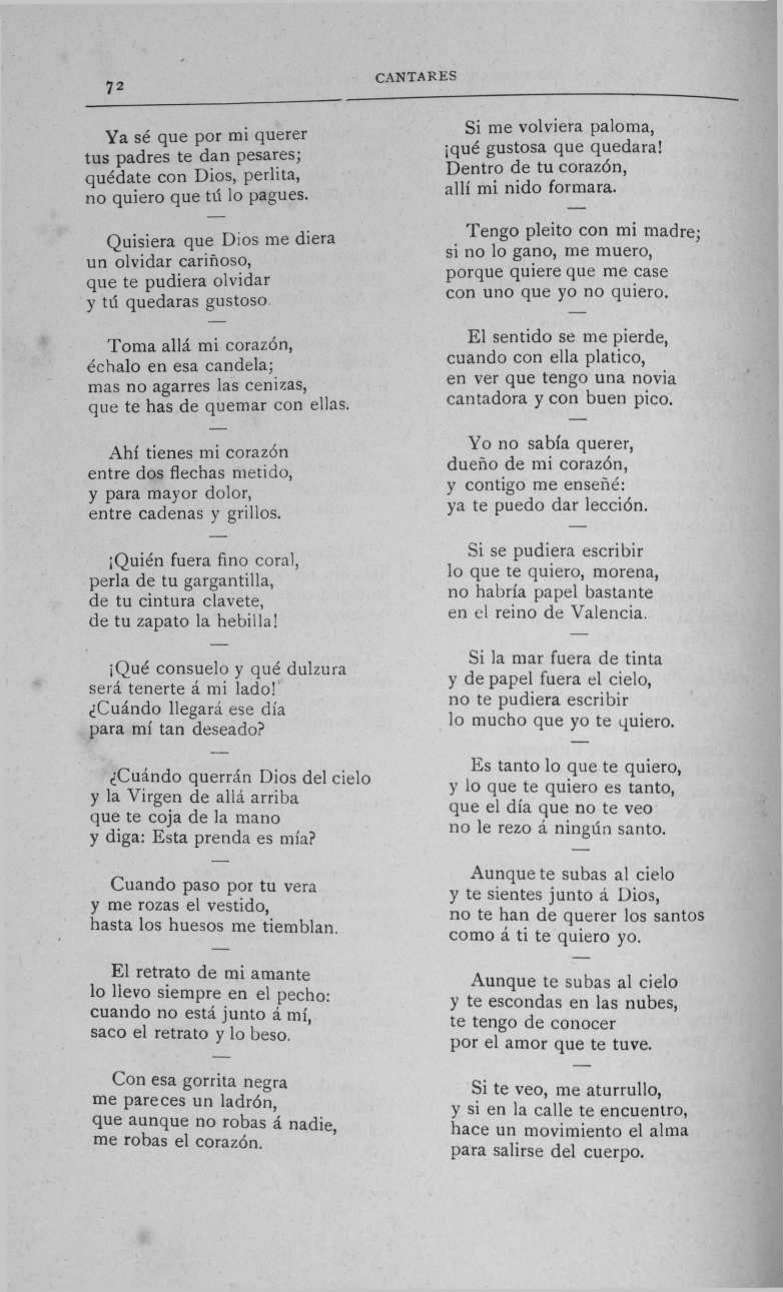 72
CANTARES
Ya sé que por mi querer
tus padres te dan pesares;
quédate con Dios, perlita,
no quiero que tú lo pagues.
Quisiera que Dios me diera
un olvidar cariñoso,
que te pudiera olvidar
y tú quedaras gustoso
Toma allá mi corazón,
échalo en esa candela;
mas no agarres las cenizas,
que te has de quemar con ellas.
Ahí tienes mi corazón
entre dos flechas metido,
y para mayor dolor,
entre cadenas y grillos.
¡Quién fuera fino coral,
perla de tu gargantilla,
de tu cintura clavete,
de tu zapato la hebilla!
¡Qué consuelo y qué dulzura
será tenerte á mi lado!
¿Cuándo llegará ese día
para mí tan deseado?
¿Cuándo querrán Dios del cielo
y la Virgen de allá arriba
que te coja de la mano
y diga: Esta prenda es mía?
Cuando paso por tu vera
y me rozas el vestido,
hasta los huesos me tiemblan.
El retrato de mi amante
lo llevo siempre en el pecho:
cuando no está junto á mí,
saco el retrato y lo beso.
Con esa gorrita negra
me pareces un ladrón,
que aunque no robas á nadie,
me robas el corazón.
Si me volviera paloma,
¡qué gustosa que quedara!
Dentro de tu corazón,
allí mi nido formara.
Tengo pleito con mi madre;
si no lo gano, me muero,
porque quiere que me case
con uno que yo no quiero.
El sentido se me pierde,
cuando con ella platico,
en ver que tengo una novia
cantadora y con buen pico.
Yo no sabía querer,
dueño de mi corazón,
y contigo me enseñé:
ya te puedo dar lección.
Si se pudiera escribir
lo que te quiero, morena,
no habría papel bastante
en el reino de Valencia.
Si la mar fuera de tinta
y de papel fuera el cielo,
no te pudiera escribir
lo mucho que yo te quiero.
Es tanto lo que te quiero,
y lo que te quiero es tanto,
que el día que no te veo
no le rezo á ningún santo.
Aunque te subas al cielo
y te sientes junto á Dios,
no te han de querer los santos
como á ti te quiero yo.
Aunque te subas al cielo
y te escondas en las nubes,
te tengo de conocer
por el amor que te tuve.
Si te veo, me aturrullo,
y si en la calle te encuentro,
hace un movimiento el alma
para salirse del cuerpo.